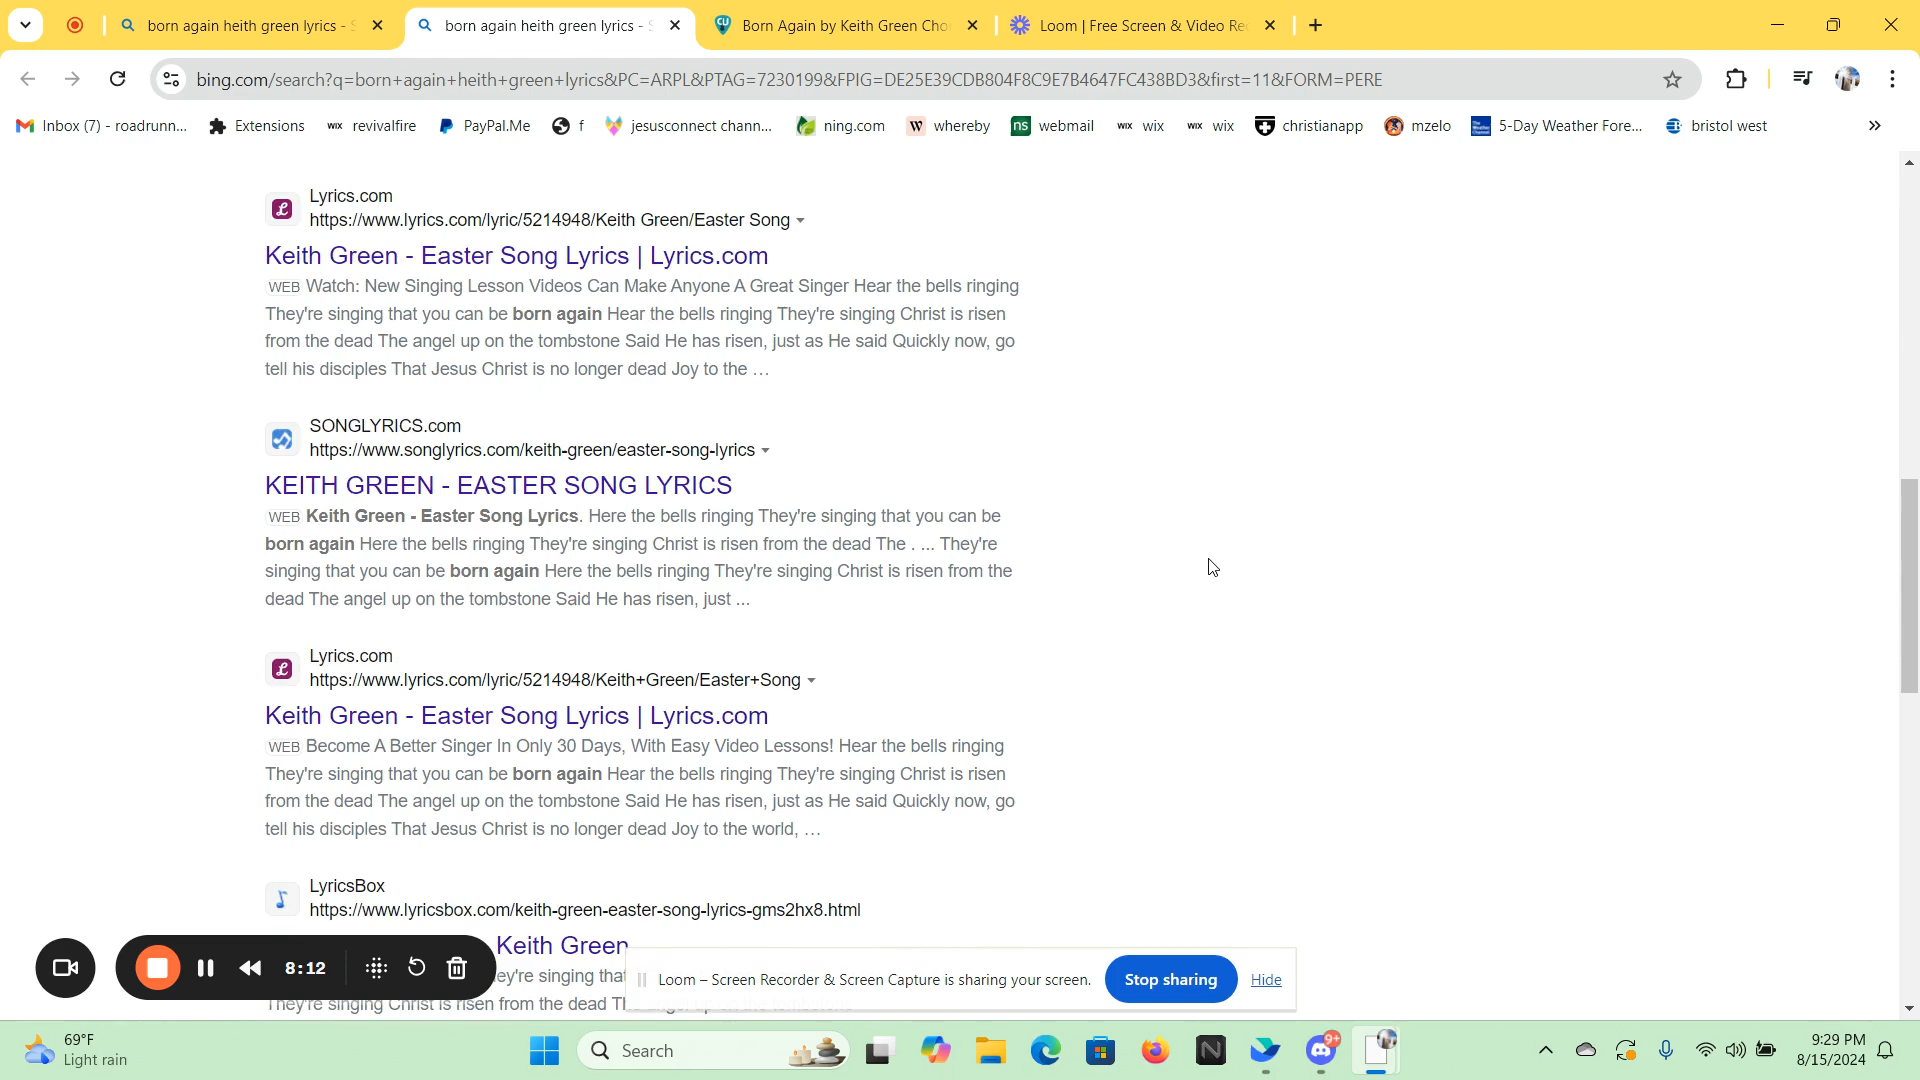 born again heith green lyrics - S
born again heith green lyrics - S
Born Again by Keith Green Cho
Loom | Free Screen & Video Re
bing.com/search?q=born+again+heith+green+lyrics&PC=ARPL&PTAG=7230199&FPIG=DE25E39CDB804F8C9E7B4647FC438BD3&first=11&FORM=PERE
Inbox (7) - roadrunn...
Extensions
WIX revivalfire
PayPal.Me
f
jesusconnect chann...
ning.com
W whereby
ns webmail
WIX wix
WIX wix
christianapp
mzelo
5-Day Weather Fore...
bristol west
Lyrics.com
https://www.lyrics.com/lyric/5214948/Keith Green/Easter Song
Keith Green - Easter Song Lyrics | Lyrics.com
WEB Watch: New Singing Lesson Videos Can Make Anyone A Great Singer Hear the bells ringing
They're singing that you can be born again Hear the bells ringing They're singing Christ is risen
from the dead The angel up on the tombstone Said He has risen, just as He said Quickly now, go
tell his disciples That Jesus Christ is no longer dead Joy to the ...
SONGLYRICS.com
https://www.songlyrics.com/keith-green/easter-song-lyrics
KEITH GREEN - EASTER SONG LYRICS
WEB Keith Green - Easter Song Lyrics. Here the bells ringing They're singing that you can be
born again Here the bells ringing They're singing Christ is risen from the dead The . ... They're
singing that you can be born again Here the bells ringing They're singing Christ is risen from the
dead The angel up on the tombstone Said He has risen, just ...
Lyrics.com
https://www.lyrics.com/lyric/5214948/Keith+Green/Easter+Song
Keith Green - Easter Song Lyrics | Lyrics.com
WEB Become A Better Singer In Only 30 Days, With Easy Video Lessons! Hear the bells ringing
They're singing that you can be born again Hear the bells ringing They're singing Christ is risen
from the dead The angel up on the tombstone Said He has risen, just as He said Quickly now, go
tell his disciples That Jesus Christ is no longer dead Joy to the world, ...
LyricsBox
https://www.lyricsbox.com/keith-green-easter-song-lyrics-gms2hx8.html
Keith Green
ey're singing that
They're singing Christ is risen from the dead
8:12
Loom – Screen Recorder & Screen Capture is sharing your screen.
Stop sharing
Hide
69°F
Light rain
Search
9+
9:29 PM
8/15/2024